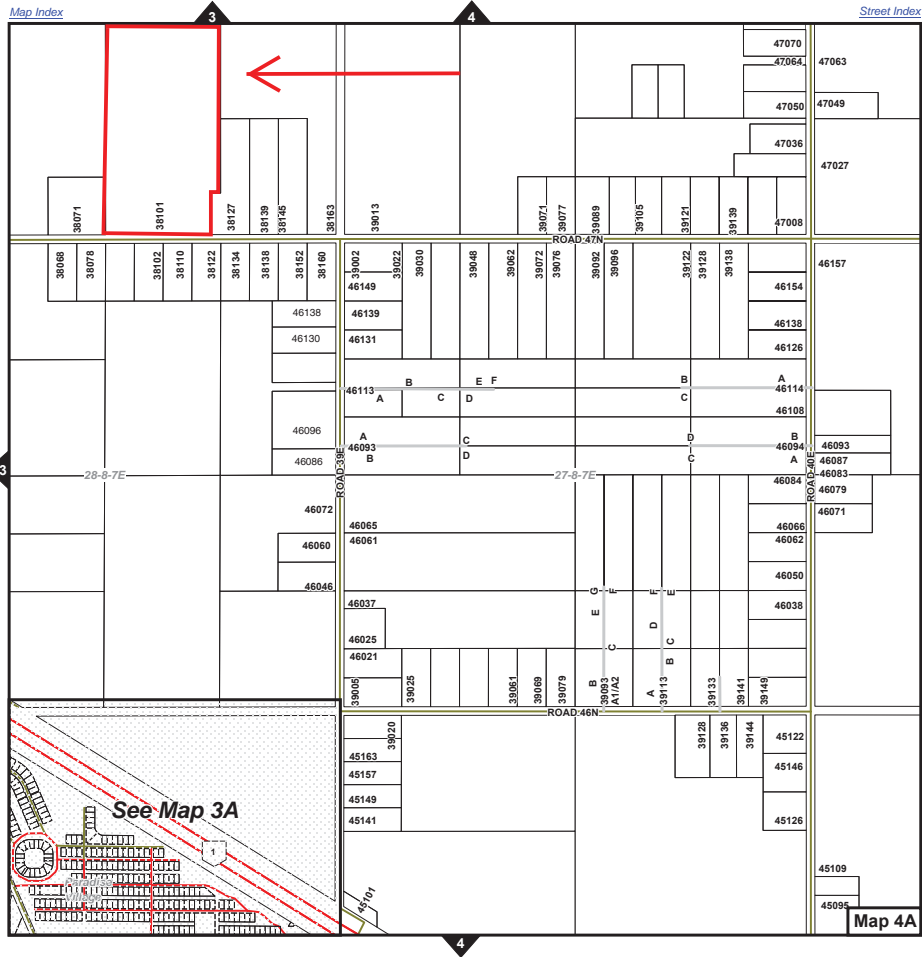 Map Index
3
4
Street Index
47070
47064
47063
47050
47049
47036
47027
38071
38101
38127
38139
38145
38163
39013
39071
39077
39089
39105
39121
39139
47008
ROAD 47N
38068
38078
38102
38110
38122
38134
38138
38152
38160
39002
39022
39030
39048
39062
39072
39076
39092
39096
39122
39128
39138
46157
46149
46154
46138
46139
46138
46130
46131
46126
46113
B
E
F
B
A
A
C
D
C
46114
46108
46096
A
C
D
B
46093
46094
46093
46086
B
D
C
A
46087
3
28-8-7E
ROAD 39E
27-8-7E
ROAD 40E
46083
46084
46079
46072
46071
46065
46066
46060
46061
46062
46046
46050
G
F
F
E
46037
E
D
46038
46025
C
C
46021
B
39005
39025
39061
39069
39079
B
39093
A1/A2
A
39113
39133
39141
39149
ROAD 46N
39020
39128
39136
39144
45122
45163
45157
45146
45149
45141
45126
See Map 3A
1
Paradise
Village
45101
45109
45095
Map 4A
4